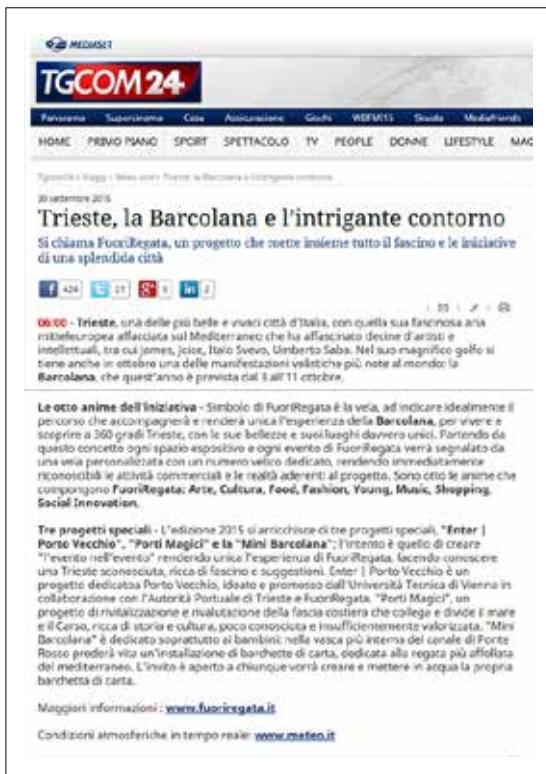 MEDIASET
TGCOM 24
Panorama Supercinema Casa Assicurazione Giochi WBFM15 Scuola Mediafriends
HOME PRIMO PIANO SPORT SPETTACOLO TV PEOPLE DONNE LIFESTYLE MAG
Tgcom24 > Viaggi > News Trieste, la Barcolana e l'intrigante contorno
30 settembre 2015
Trieste, la Barcolana e l'intrigante contorno
Si chiama FuoriRegata, un progetto che mette insieme tutto il fascino e le iniziative
di una splendida città
06:00 - Trieste, una delle più belle e vivaci città d'Italia, con quella sua fascinosa aria
mitteleuropea affacciata sul Mediterraneo che ha affascinato decine d'artisti e
intellettuali, tra cui James, Joice, Italo Svevo, Umberto Saba. Nel suo magnifico golfo si
tiene anche in ottobre una delle manifestazioni velistiche più note al mondo: la
Barcolana, che quest'anno è prevista dal 3 all'11 ottobre.
Le otto anime dell'iniziativa - Simbolo di FuoriRegata è la vela, ad indicare idealmente il
percorso che accompagnerà e renderà unica l'esperienza della Barcolana, per vivere e
scoprire a 360 gradi Trieste, con le sue bellezze e suoi luoghi davvero unici. Partendo da
questo concetto ogni spazio espositivo e ogni evento di FuoriRegata verrà segnalato da
una vela personalizzata con un numero velico dedicato, rendendo immediatamente
riconoscibili le attività commerciali e le realtà aderenti al progetto. Sono otto le anime che
compongono FuoriRegata: Arte, Cultura, Food, Fashion, Young, Music, Shopping,
Social Innovation.
Tre progetti speciali - L'edizione 2015 si arricchisce di tre progetti speciali, "Enter |
Porto Vecchio", "Porti Magici" e la "Mini Barcolana"; l'intento è quello di creare
"l'evento nell'evento" rendendo unica l'esperienza di FuoriRegata, facendo conoscere
una Trieste sconosciuta, ricca di fascino e suggestioni. Enter | Porto Vecchio è un
progetto dedicatoa Porto Vecchio, ideato e promosso dall'Università Tecnica di Vienna in
collaborazione con l'Autorità Portuale di Trieste e FuoriRegata. "Porti Magici", un
progetto di rivitalizzazione e rivalutazione della fascia costiera che collega e divide il mare
e il Carso, ricca di storia e cultura, poco conosciuta e insufficientemente valorizzata. "Mini
Barcolana" è dedicato soprattutto ai bambini: nella vasca più interna del canale di Ponte
Rosso prenderà vita un'installazione di barchette di carta, dedicata alla regata più affollata
del mediterraneo. L'invito è aperto a chiunque vorrà creare e mettere in acqua la propria
barchetta di carta.
Maggiori informazioni : www.fuoriregata.it
Condizioni atmosferiche in tempo reale: www.meteo.it